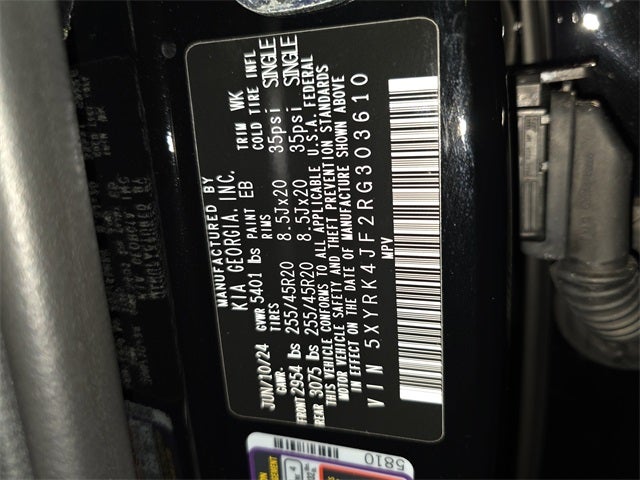 MANUFACTURED BY
KIA GEORGIA, INC.
JUN/10/24 GVWR 5401 lbs PAINT EB TRIM WK
GAWR- TIRES RIMS COLD TIRE INFL
FRONT 2954 lbs 255/45R20 8.5Jx20 35psi SINGLE
REAR 3075 lbs 255/45R20 8.5Jx20 35psi SINGLE
THIS VEHICLE CONFORMS TO ALL APPLICABLE U.S.A. FEDERAL
MOTOR VEHICLE SAFETY AND THEFT PREVENTION STANDARDS
IN EFFECT ON THE DATE OF MANUFACTURE SHOWN ABOVE
VIN 5XYRK4JF2RG303610
MPV
5810